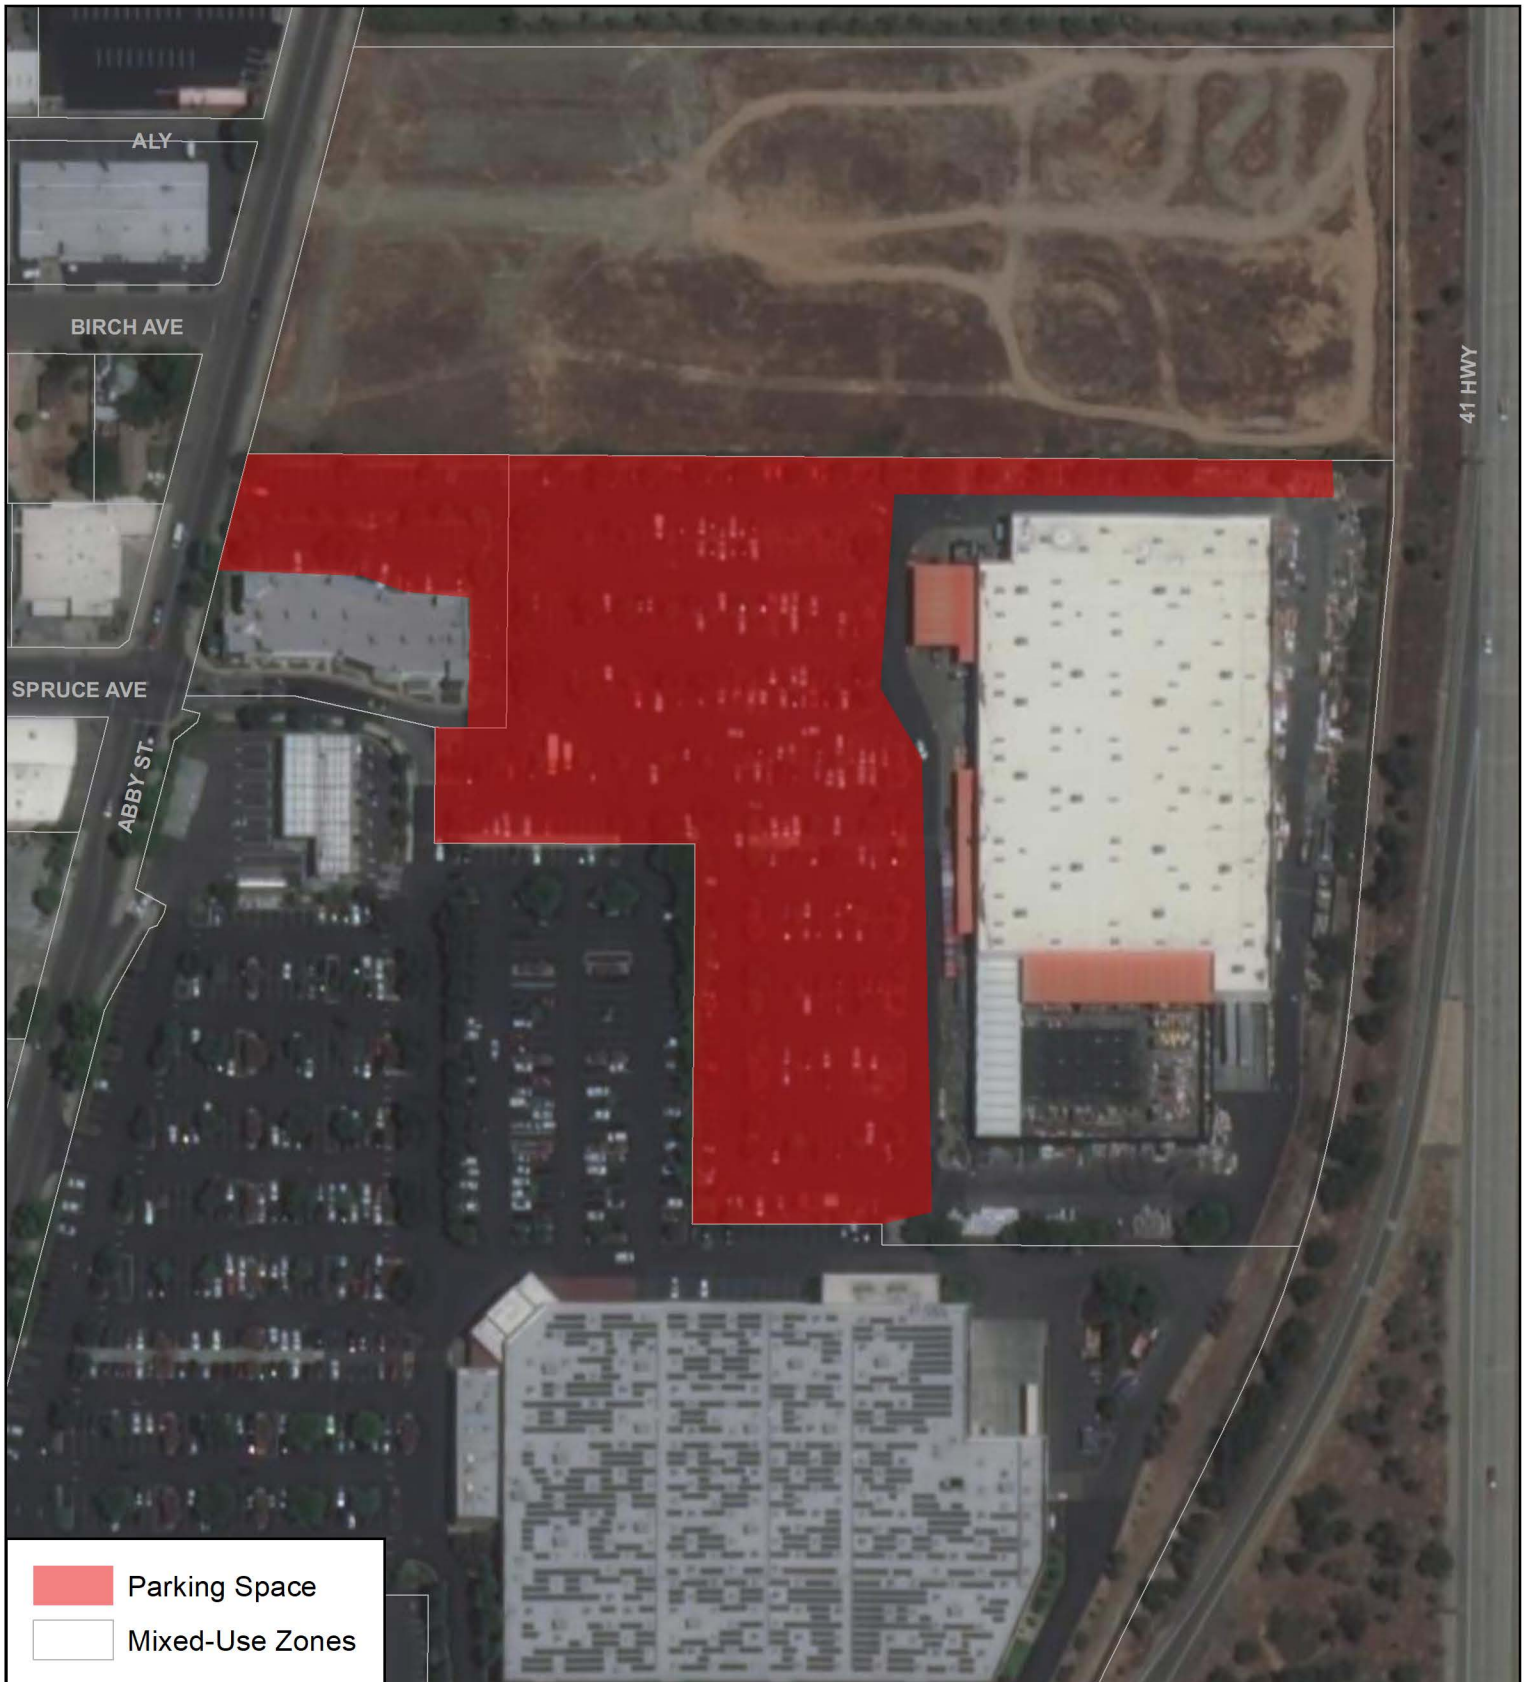 ALY
BIRCH AVE
41 HWY
SPRUCE AVE
ABBY ST.
Parking Space
Mixed-Use Zones